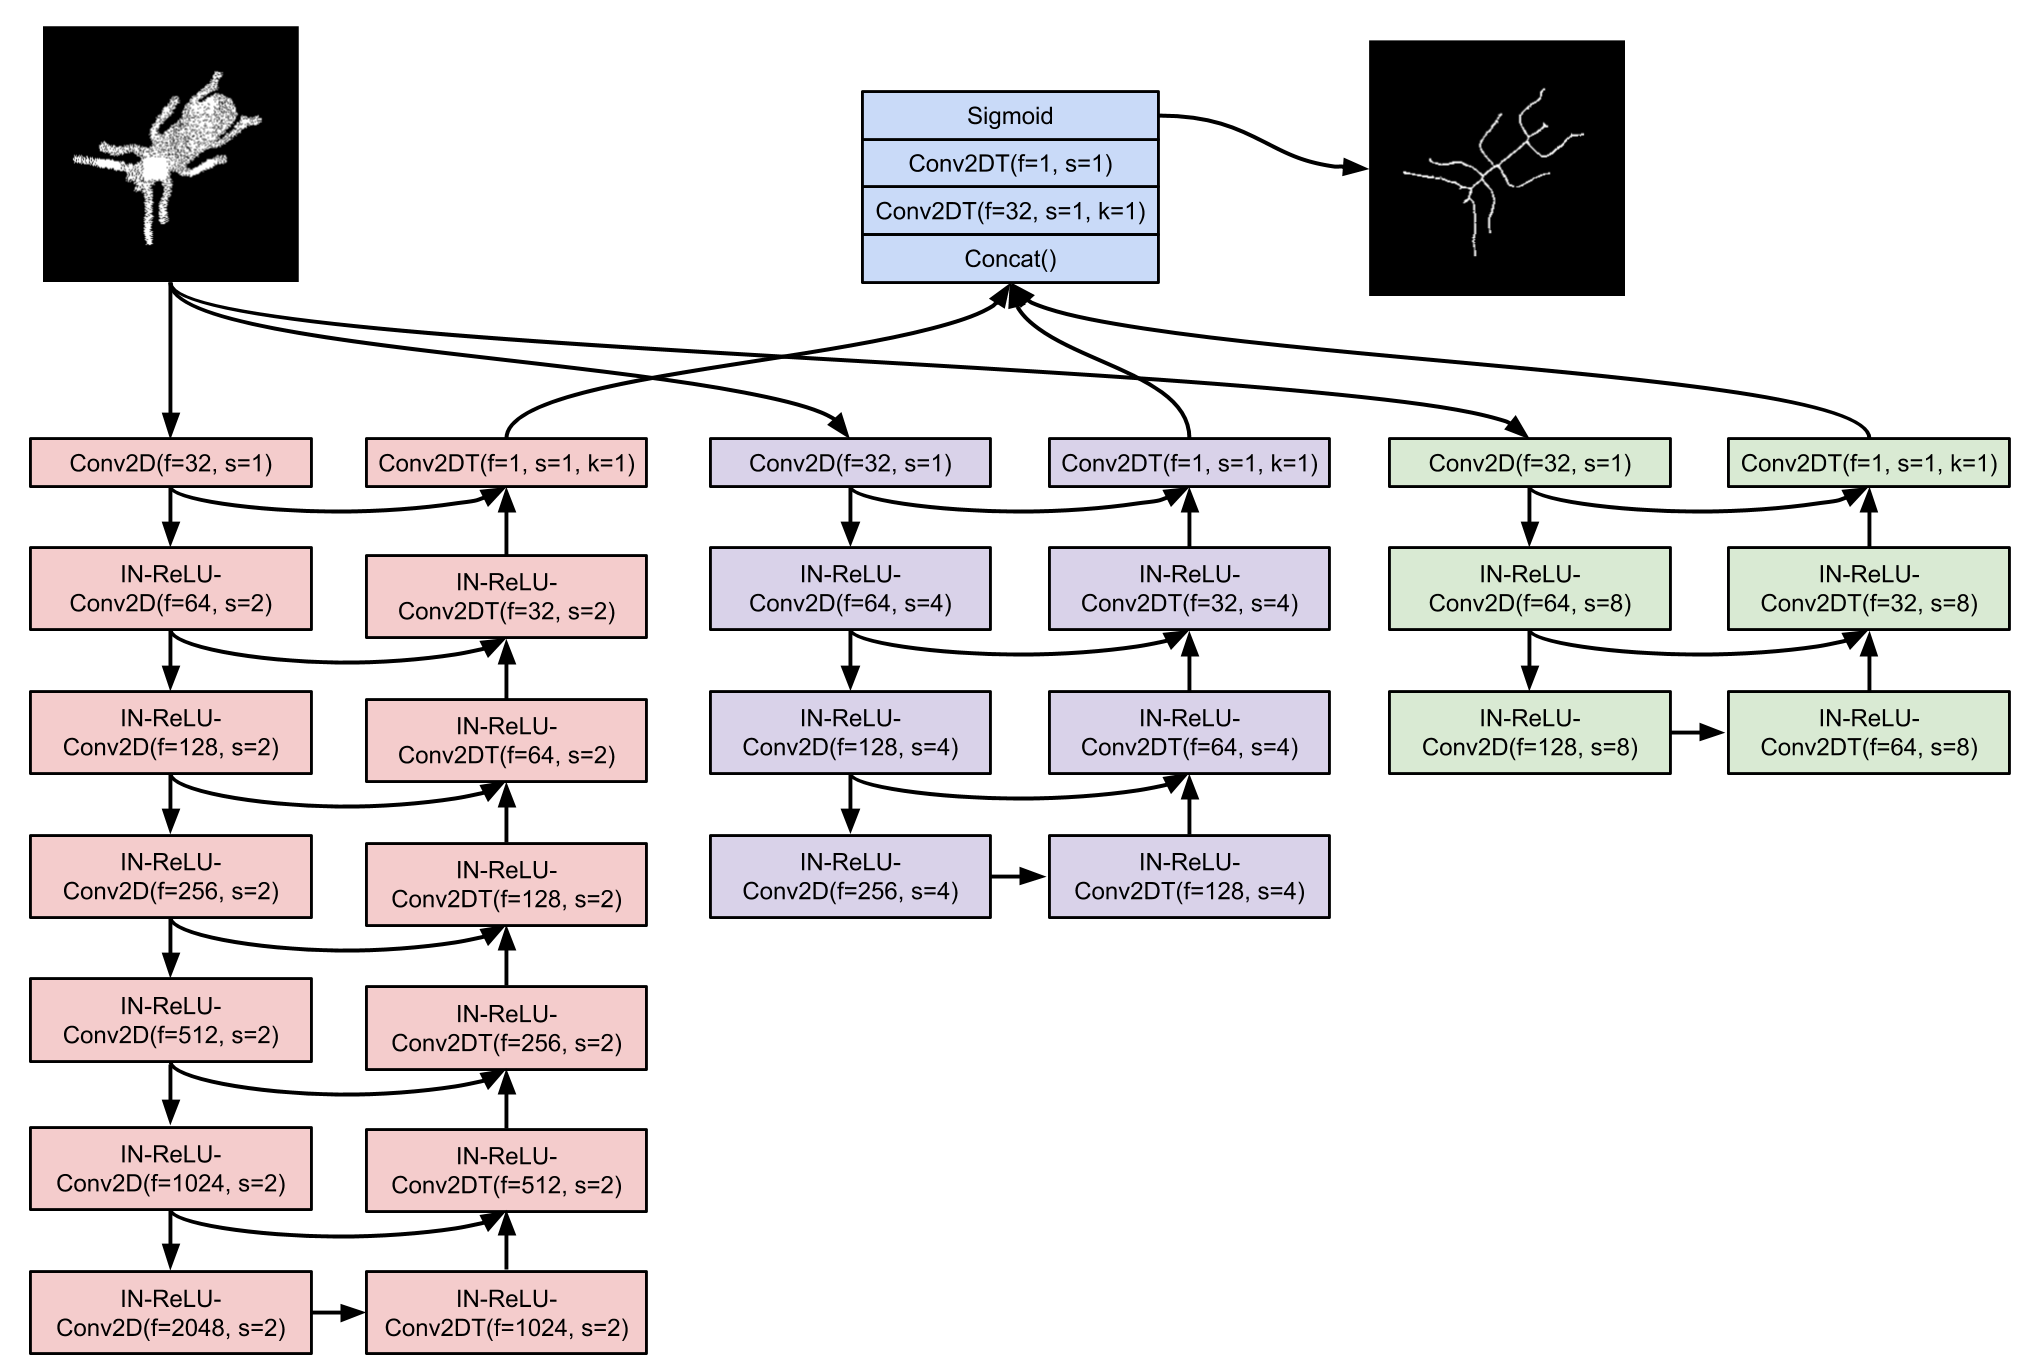 Sigmoid
Conv2DT(f=1, s=1)
Conv2DT(f=32, s=1, k=1)
Concat()
Conv2D(f=32, s=1)
IN-ReLU-
Conv2D(f=64, s=2)
IN-ReLU-
Conv2D(f=128, s=2)
IN-ReLU-
Conv2D(f=256, s=2)
IN-ReLU-
Conv2D(f=512, s=2)
IN-ReLU-
Conv2D(f=1024, s=2)
IN-ReLU-
Conv2D(f=2048, s=2)
Conv2DT(f=1, s=1, k=1)
IN-ReLU-
Conv2DT(f=32, s=2)
IN-ReLU-
Conv2DT(f=64, s=2)
IN-ReLU-
Conv2DT(f=128, s=2)
IN-ReLU-
Conv2DT(f=256, s=2)
IN-ReLU-
Conv2DT(f=512, s=2)
IN-ReLU-
Conv2DT(f=1024, s=2)
Conv2D(f=32, s=1)
IN-ReLU-
Conv2D(f=64, s=4)
IN-ReLU-
Conv2D(f=128, s=4)
IN-ReLU-
Conv2D(f=256, s=4)
Conv2DT(f=1, s=1, k=1)
IN-ReLU-
Conv2DT(f=32, s=4)
IN-ReLU-
Conv2DT(f=64, s=4)
IN-ReLU-
Conv2DT(f=128, s=4)
Conv2D(f=32, s=1)
IN-ReLU-
Conv2D(f=64, s=8)
IN-ReLU-
Conv2D(f=128, s=8)
Conv2DT(f=1, s=1, k=1)
IN-ReLU-
Conv2DT(f=32, s=8)
IN-ReLU-
Conv2DT(f=64, s=8)